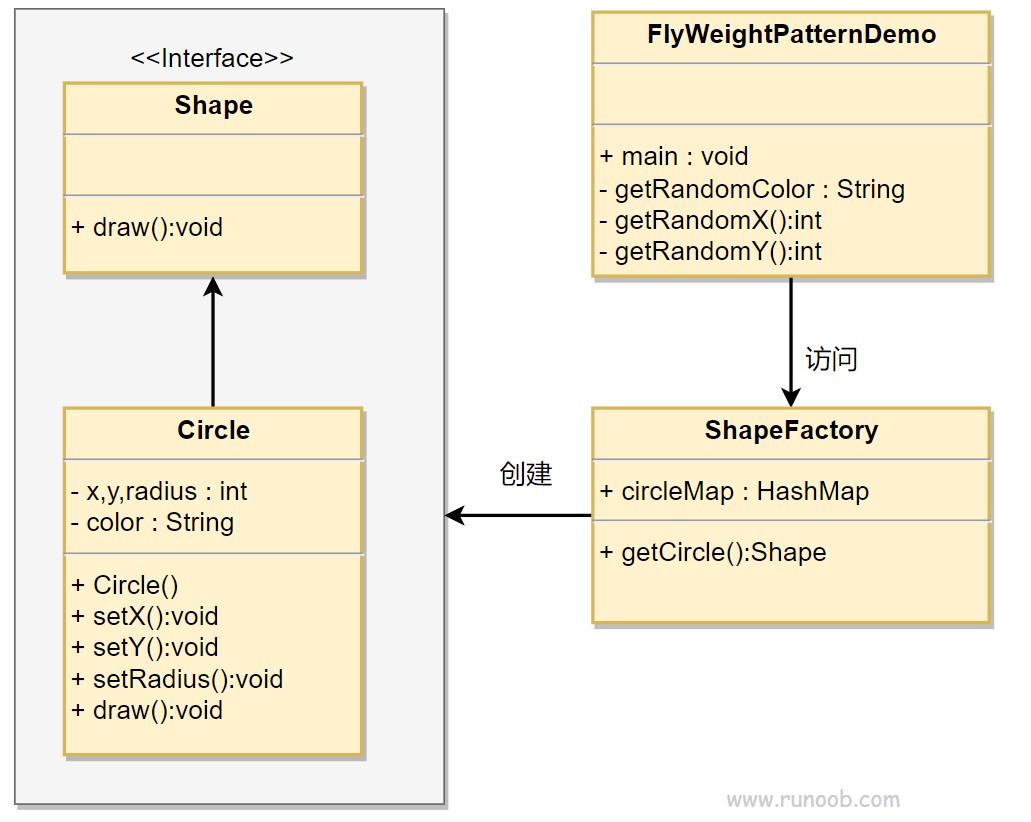 <<Interface>>
Shape
+ draw():void
Circle
- x,y,radius : int
- color : String
+ Circle()
+ setX():void
+ setY():void
+ setRadius():void
+ draw():void
FlyWeightPatternDemo
+ main : void
- getRandomColor : String
- getRandomX():int
- getRandomY():int
访问
ShapeFactory
+ circleMap : HashMap
+ getCircle():Shape
创建
www.runoob.com